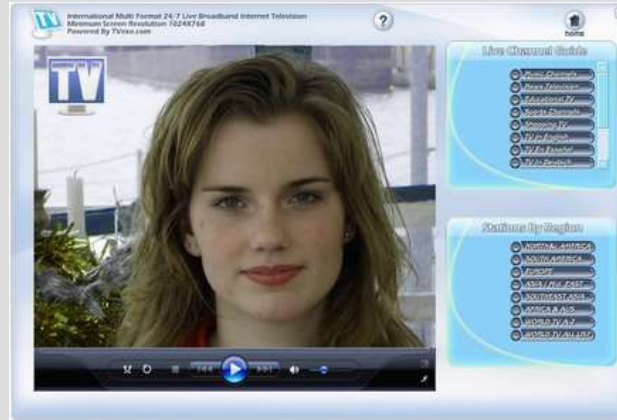 TV
International Multi Format 24/7 Live Broadband Internet Television
Minimum Screen Resolution 1024X768
Powered By TVexe.com
?
home
TV
Live Channel Guide
Music Channels
News Television
Educational TV
Sports Channels
Shopping TV
TV In English
TV En Español
TV In Deutsch
Stations By Region
SOUTH AMERICA
EUROPE
ASIA / Mid .EAST
SOUTHEAST ASIA
AFRICA & AUS
WORLD TV A-Z
WORLD TV ALL LIST